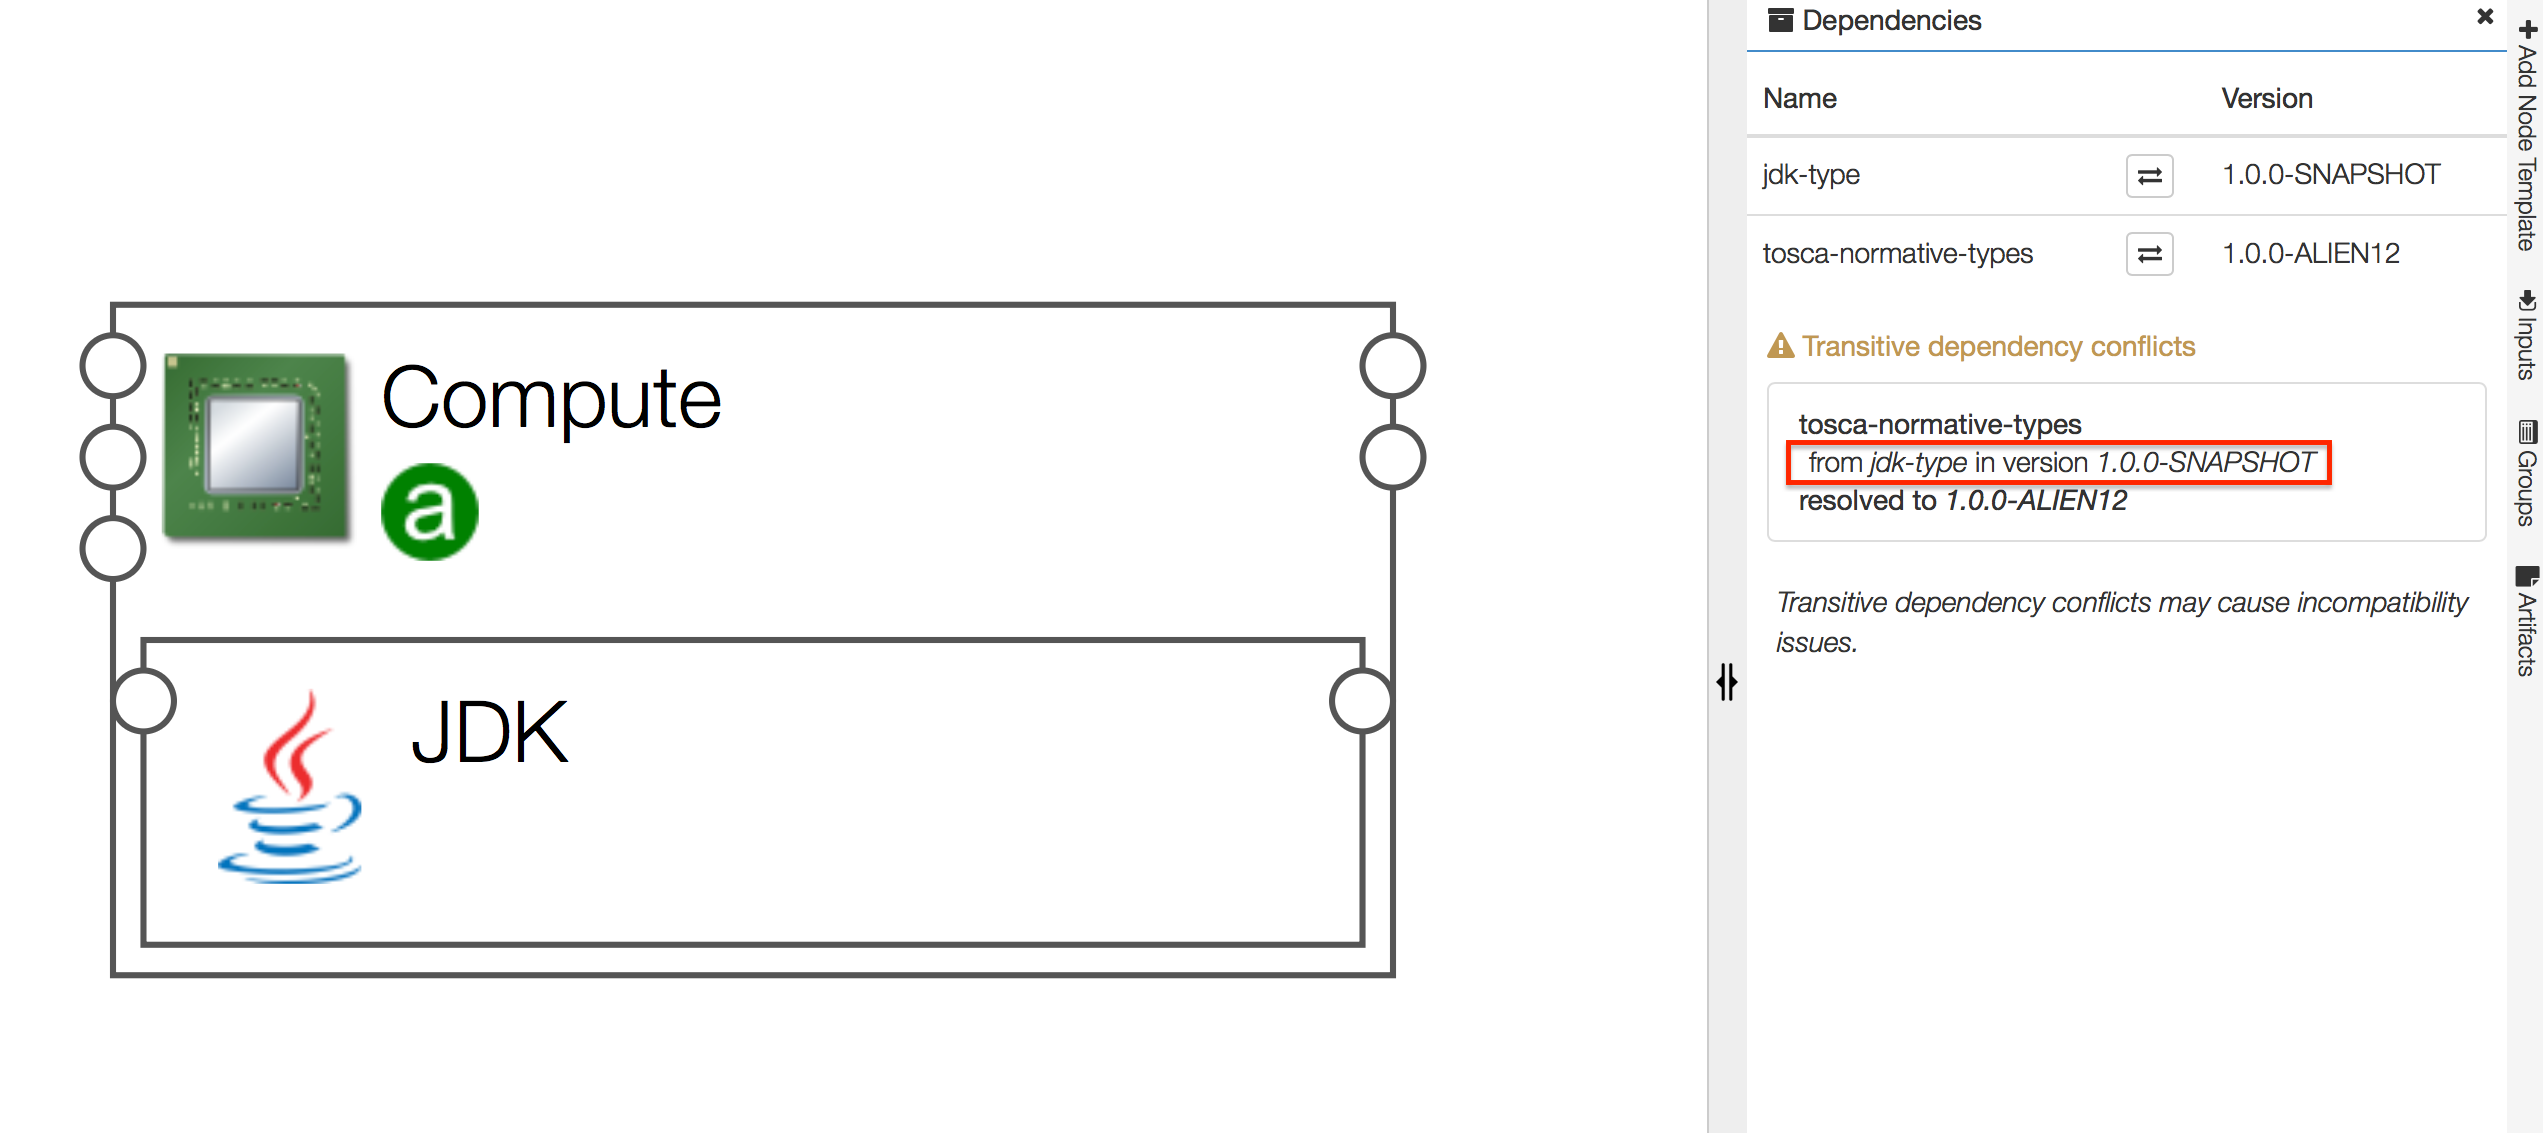 Compute
a
JDK
Dependencies
Name Version
jdk-type 1.0.0-SNAPSHOT
tosca-normative-types 1.0.0-ALIEN12
Transitive dependency conflicts
tosca-normative-types
from jdk-type in version 1.0.0-SNAPSHOT
resolved to 1.0.0-ALIEN12
Transitive dependency conflicts may cause incompatibility
issues.
Add Node Template
Inputs
Groups
Artifacts